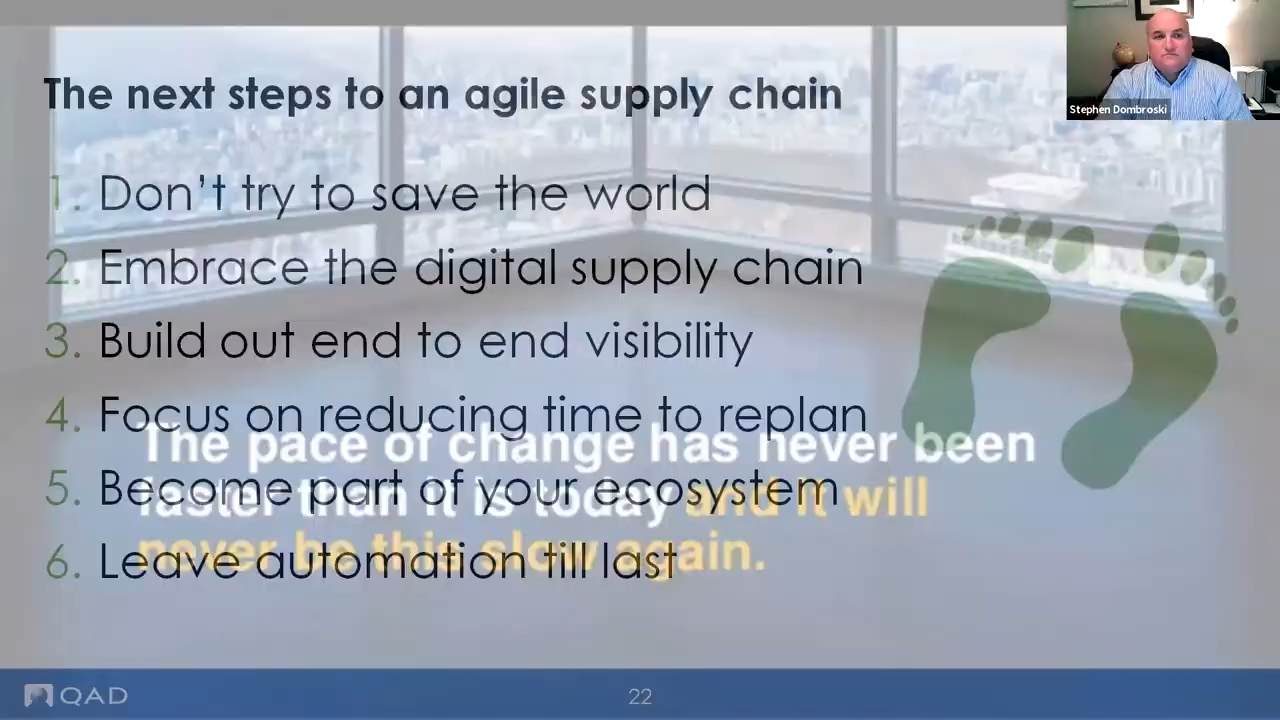 The next steps to an agile supply chain
Stephen Dombroski
1. Don't try to save the world
2. Embrace the digital supply chain
3. Build out end to end visibility
4. Focus on reducing time to replan
The pace of change has never been
5. Become part of your ecosystem
faster than it is today and it will
6. Leave automation till last
never be this slow again.
QAD
22